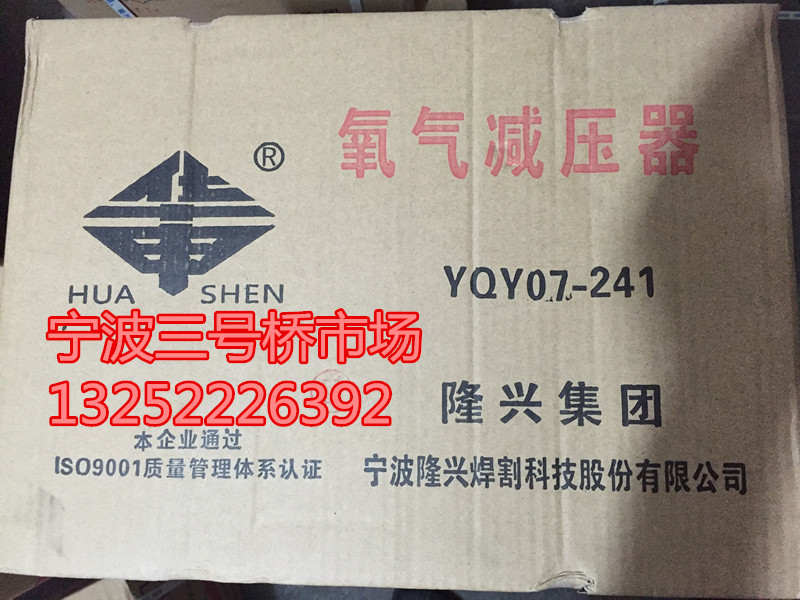 氧气减压器
®
HUA SHEN
YQY07-241
宁波三号桥市场
13252226392
隆兴集团
本企业通过
ISO9001质量管理体系认证
宁波隆兴焊割科技股份有限公司